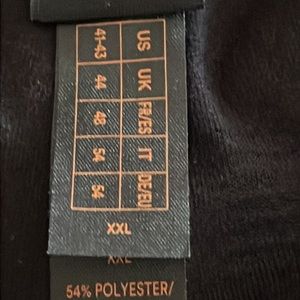 US UK FR/ES IT DE/EU
41-43 44 48 54 54
XXL
XXL
54% POLYESTER/